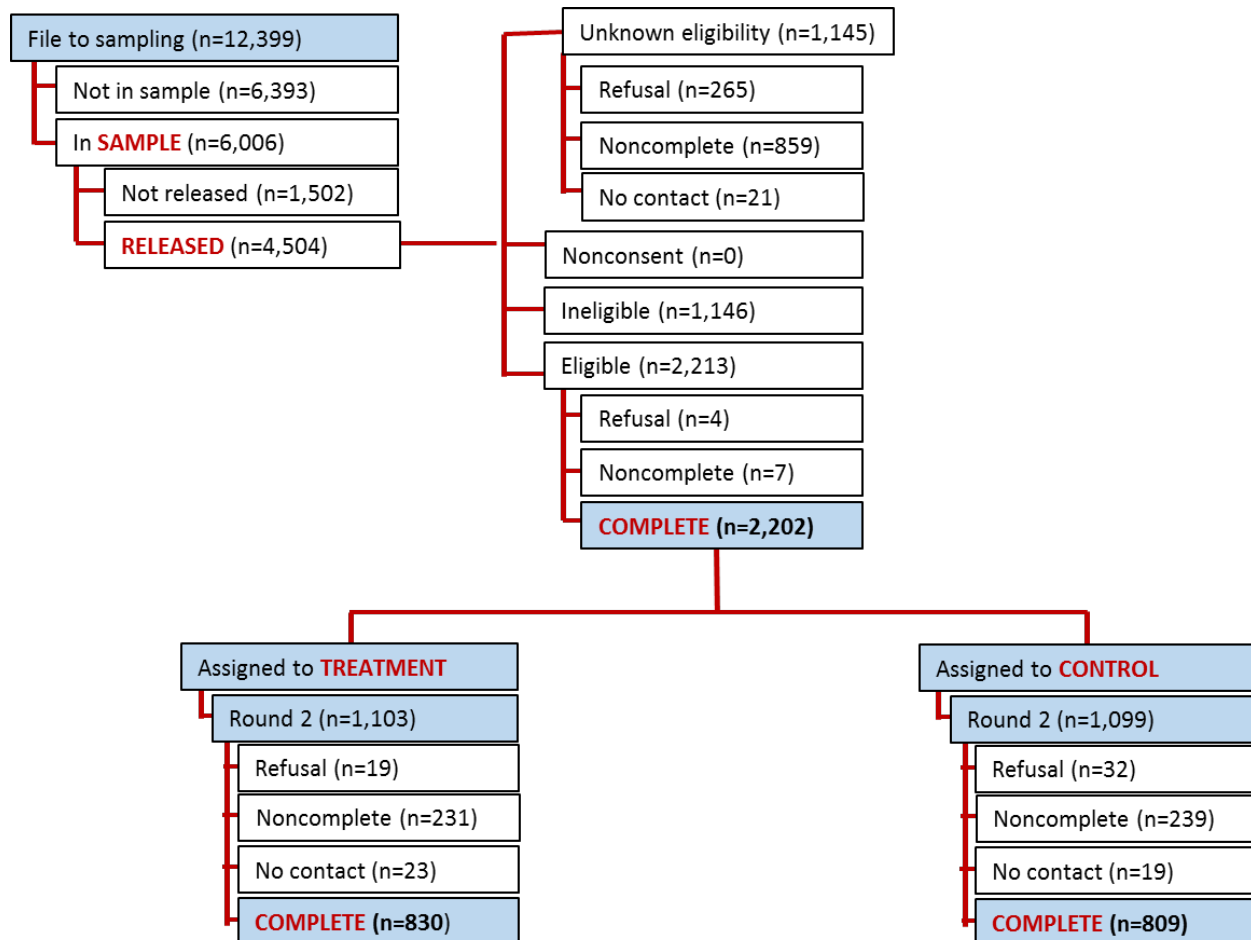 File to sampling (n=12,399)
Not in sample (n=6,393)
In SAMPLE (n=6,006)
Not released (n=1,502)
RELEASED (n=4,504)
Unknown eligibility (n=1,145)
Refusal (n=265)
Noncomplete (n=859)
No contact (n=21)
Nonconsent (n=0)
Ineligible (n=1,146)
Eligible (n=2,213)
Refusal (n=4)
Noncomplete (n=7)
COMPLETE (n=2,202)
Assigned to TREATMENT
Round 2 (n=1,103)
Refusal (n=19)
Noncomplete (n=231)
No contact (n=23)
COMPLETE (n=830)
Assigned to CONTROL
Round 2 (n=1,099)
Refusal (n=32)
Noncomplete (n=239)
No contact (n=19)
COMPLETE (n=809)